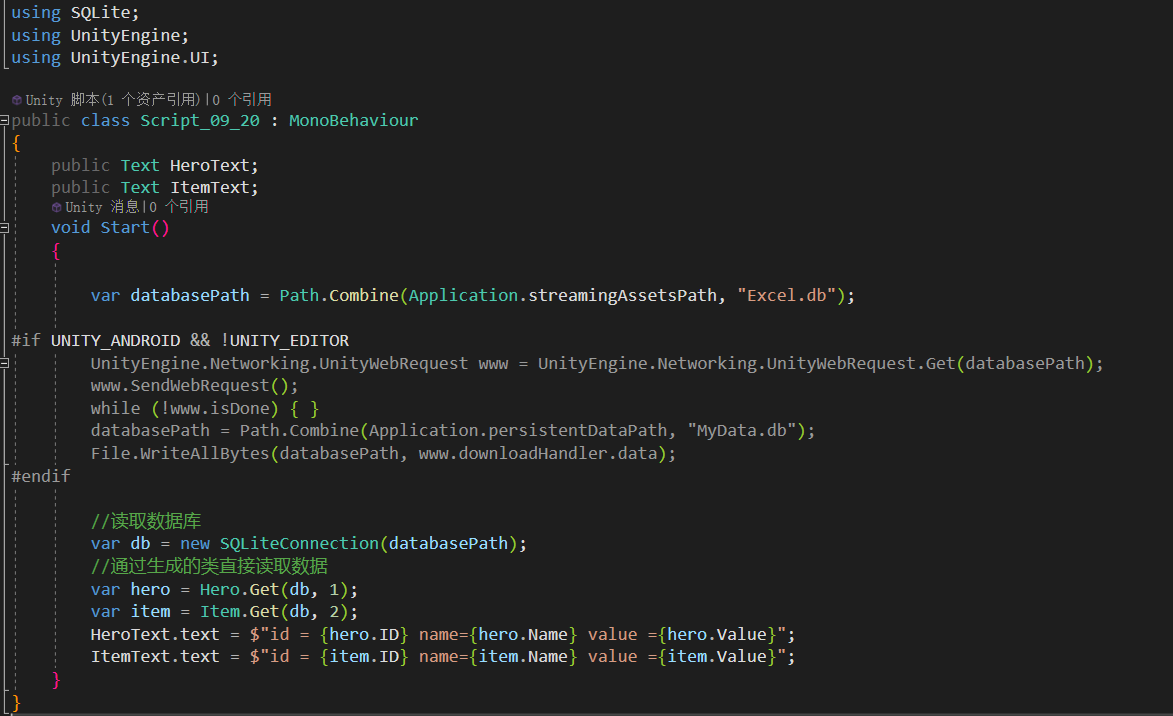 using SQLite;
using UnityEngine;
using UnityEngine.UI;
Unity 脚本(1 个资产引用)|0 个引用
public class Script_09_20 : MonoBehaviour
{
public Text HeroText;
public Text ItemText;
Unity 消息|0 个引用
void Start()
{
var databasePath = Path.Combine(Application.streamingAssetsPath, "Excel.db");
#if UNITY_ANDROID && !UNITY_EDITOR
UnityEngine.Networking.UnityWebRequest www = UnityEngine.Networking.UnityWebRequest.Get(databasePath);
www.SendWebRequest();
while (!www.isDone) { }
databasePath = Path.Combine(Application.persistentDataPath, "MyData.db");
File.WriteAllBytes(databasePath, www.downloadHandler.data);
#endif
//读取数据库
var db = new SQLiteConnection(databasePath);
//通过生成的类直接读取数据
var hero = Hero.Get(db, 1);
var item = Item.Get(db, 2);
HeroText.text = $"id = {hero.ID} name={hero.Name} value ={hero.Value}";
ItemText.text = $"id = {item.ID} name={item.Name} value ={item.Value}";
}
}